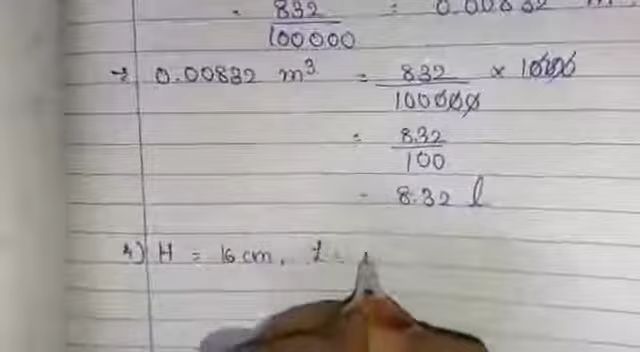 832
100000 = 0.00832 m
0.00832 m³ = 832 × 1000
100000
= 832
100
= 8.32 l
4) H = 16 cm, l =